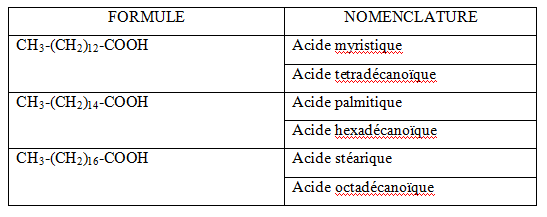 FORMULE NOMENCLATURE
CH3-(CH2)12-COOH Acide myristique
Acide tetradécanoïque
CH3-(CH2)14-COOH Acide palmitique
Acide hexadécanoïque
CH3-(CH2)16-COOH Acide stéarique
Acide octadécanoïque